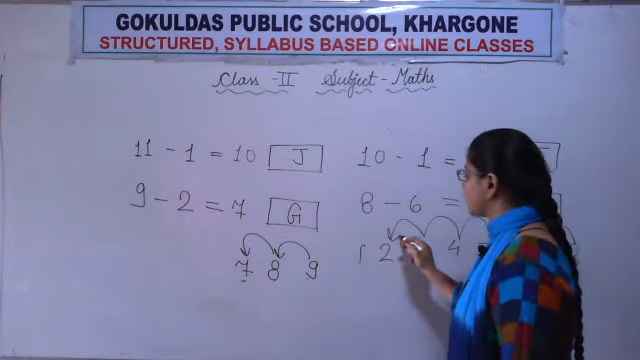 GOKULDAS PUBLIC SCHOOL, KHARGONE
STRUCTURED, SYLLABUS BASED ONLINE CLASSES
Class - II Subject - Maths
11 - 1 = 10 J
10 - 1 =
9 - 2 = 7 G
8 - 6 =
7 8 9
1 2 4